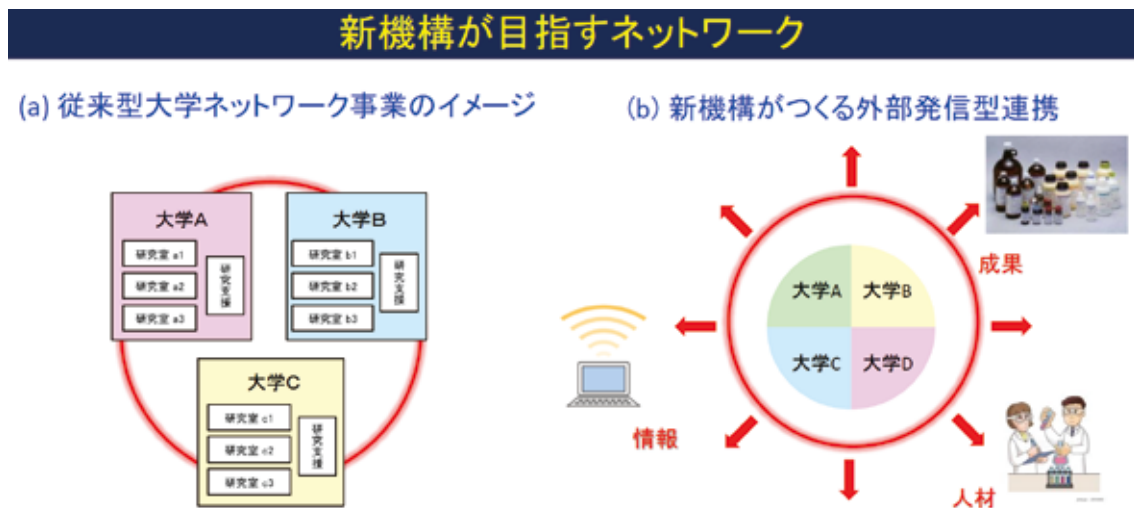 新機構が目指すネットワーク
(a) 従来型大学ネットワーク事業のイメージ
大学A
研究室 a1
研究室 a2
研究室 a3
研究支援
大学B
研究室 b1
研究室 b2
研究室 b3
研究支援
大学C
研究室 c1
研究室 c2
研究室 c3
研究支援
(b) 新機構がつくる外部発信型連携
大学A
大学B
大学C
大学D
成果
情報
人材